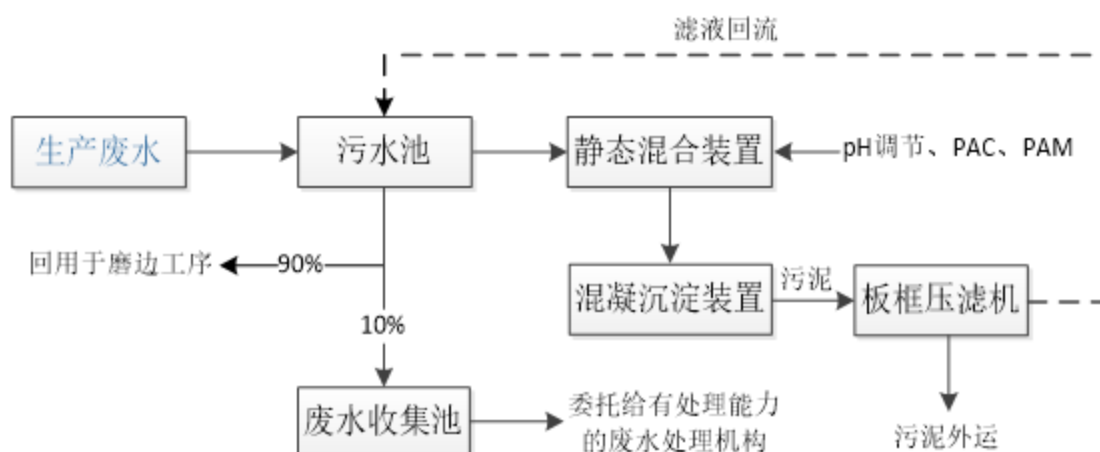 滤液回流
生产废水
污水池
静态混合装置
pH调节、PAC、PAM
回用于磨边工序
90%
混凝沉淀装置
污泥
板框压滤机
10%
废水收集池
委托给有处理能力
的废水处理机构
污泥外运